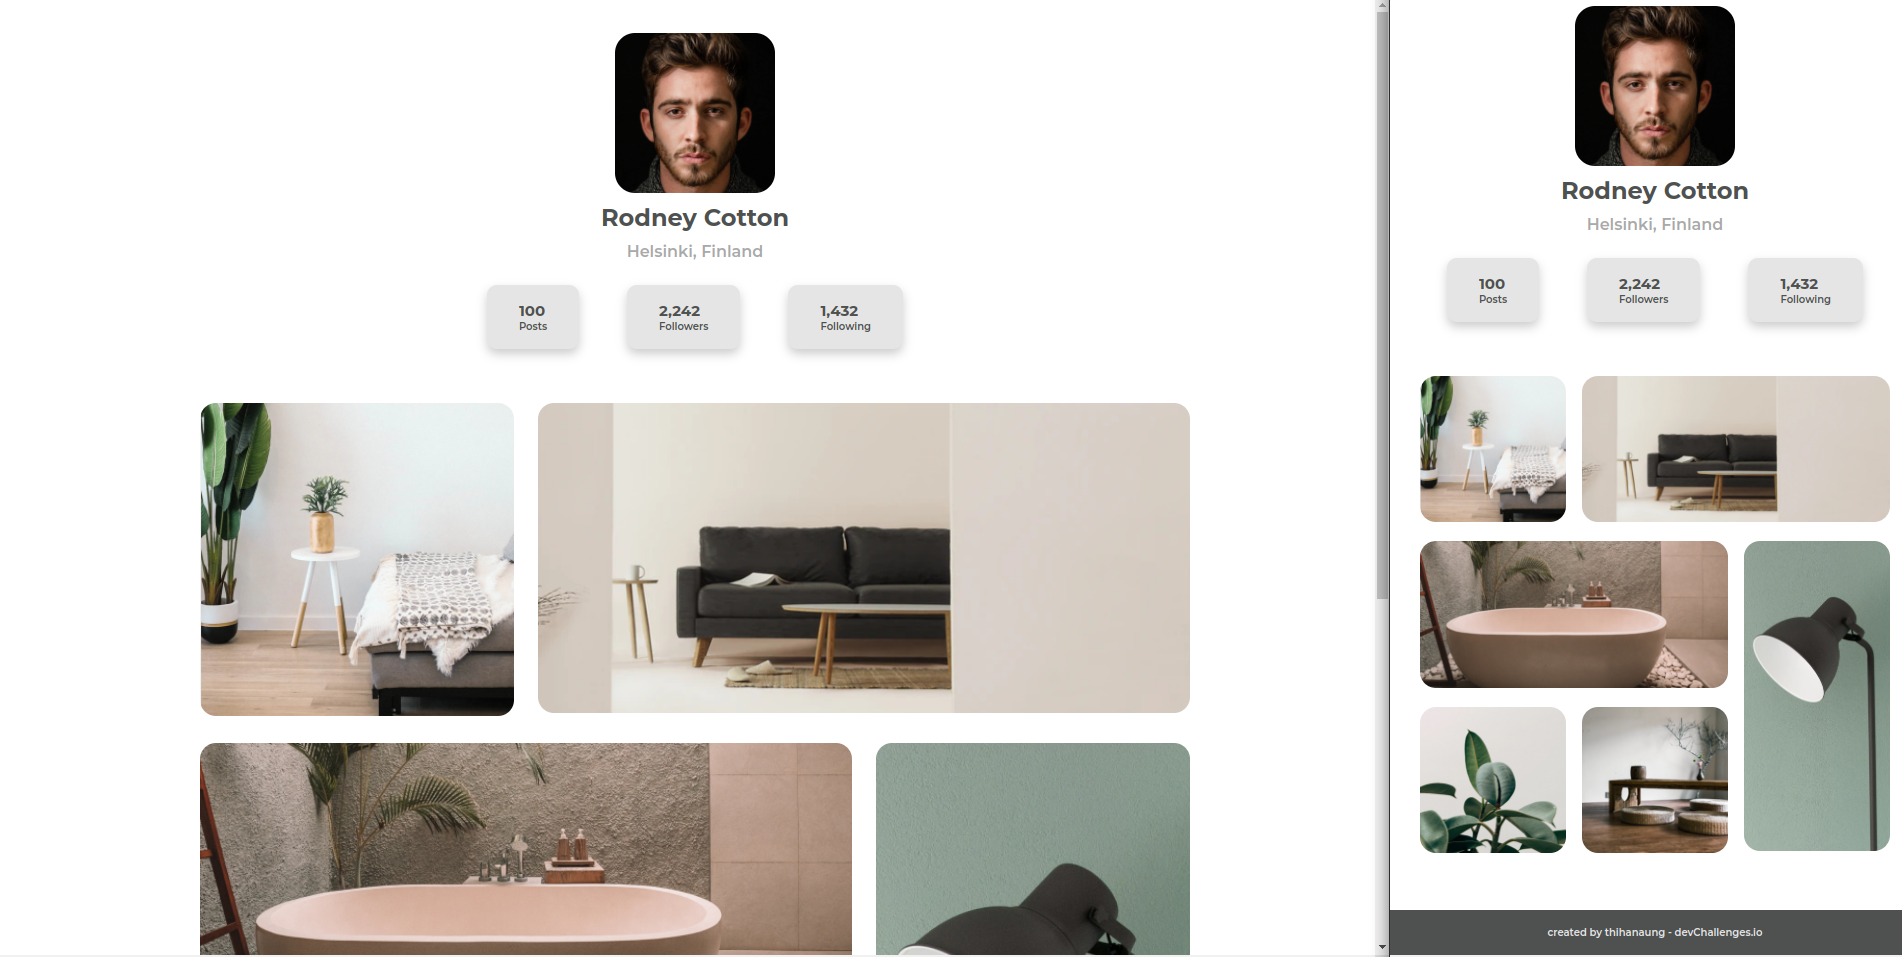 Rodney Cotton
Helsinki, Finland
100
Posts
2,242
Followers
1,432
Following
Rodney Cotton
Helsinki, Finland
100
Posts
2,242
Followers
1,432
Following
created by thihanaung - devChallenges.io